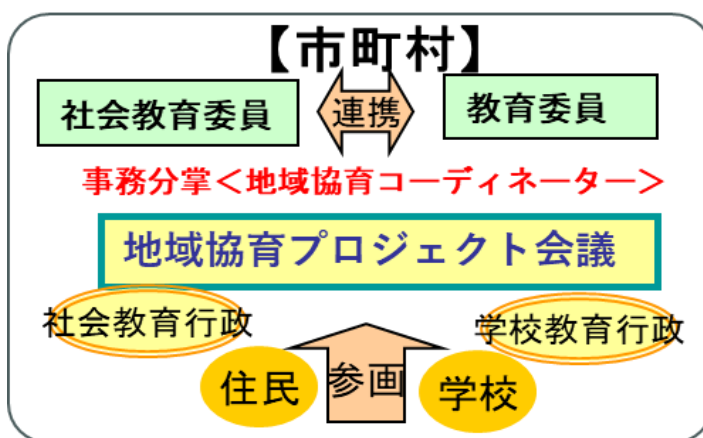 【市町村】
社会教育委員
連携
教育委員
事務分掌＜地域協育コーディネーター＞
地域協育プロジェクト会議
社会教育行政
学校教育行政
住民
参画
学校